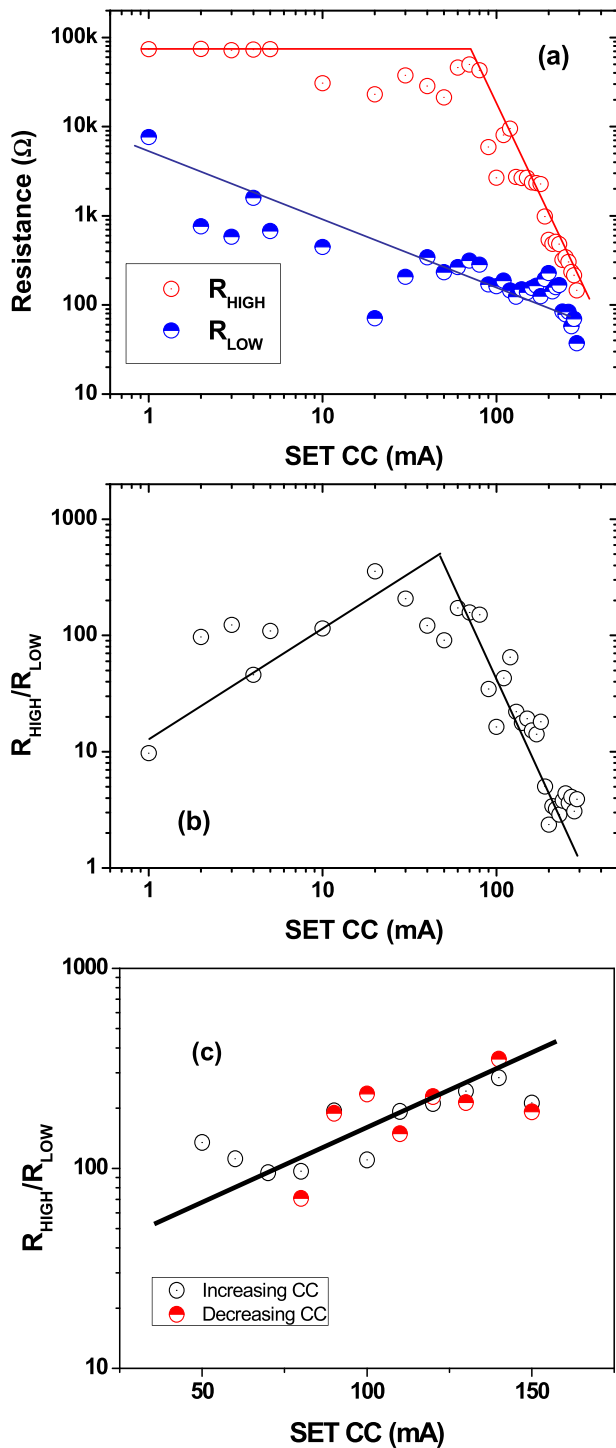 100k
10k
1k
100
10
Resistance (Ω)
(a)
R_HIGH
R_LOW
1 10 100
SET CC (mA)
1000
100
10
1
R_HIGH/R_LOW
(b)
1 10 100
SET CC (mA)
1000
100
10
R_HIGH/R_LOW
(c)
Increasing CC
Decreasing CC
50 100 150
SET CC (mA)